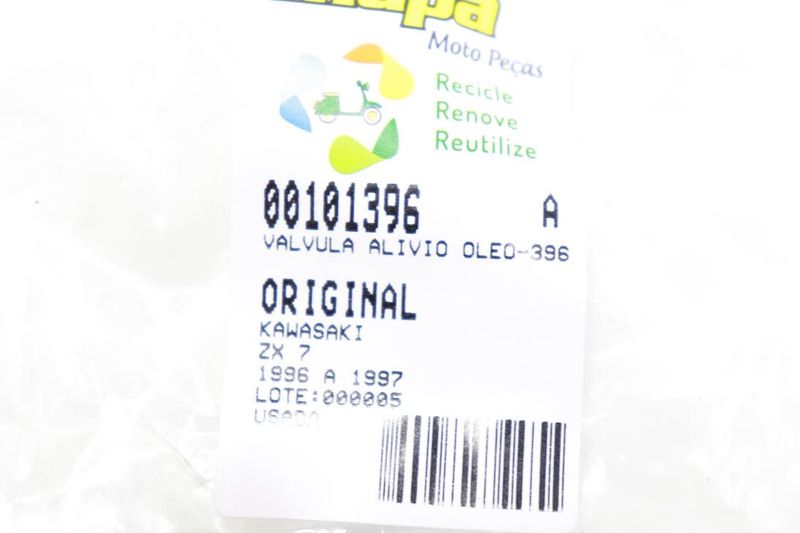 Moto Peças
Recicle
Renove
Reutilize
00101396 A
VALVULA ALIVIO OLEO-396
ORIGINAL
KAWASAKI
ZX 7
1996 A 1997
LOTE:000005
USADA